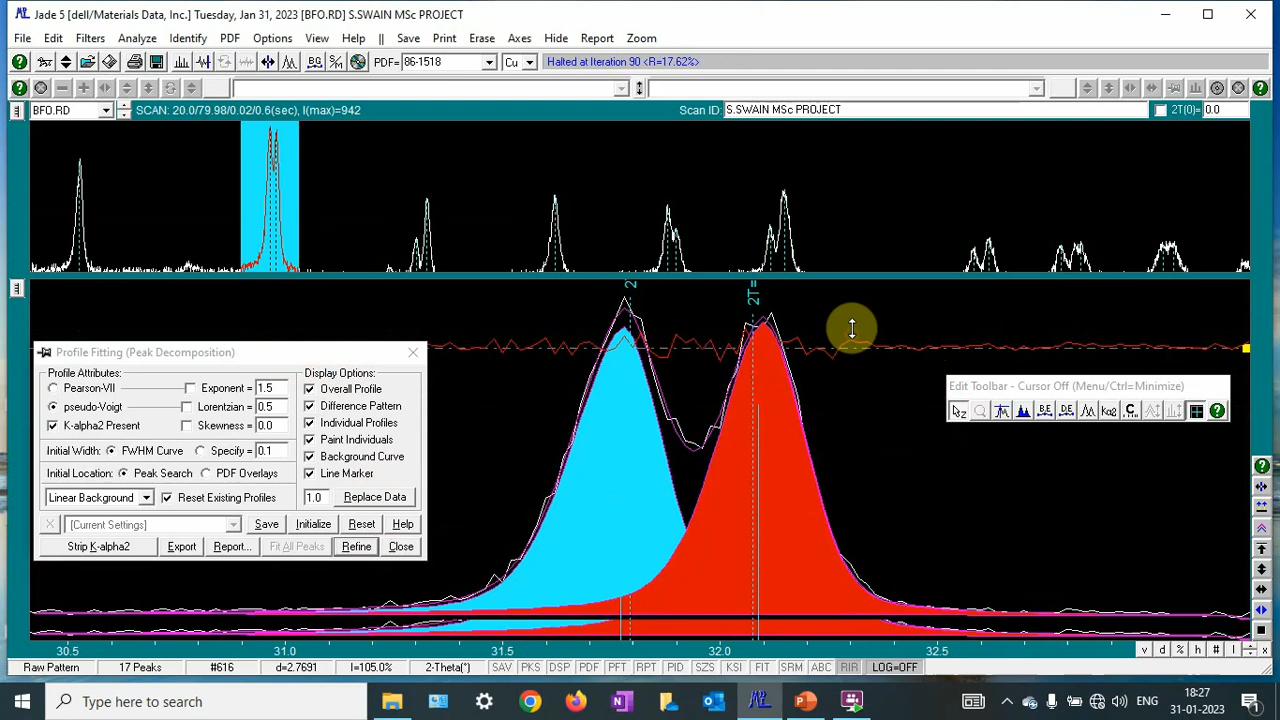 Jade 5 [dell/Materials Data, Inc.] Tuesday, Jan 31, 2023 [BFO.RD] S.SWAIN MSc PROJECT
File Edit Filters Analyze Identify PDF Options View Help || Save Print Erase Axes Hide Report Zoom
BG S/M PDF= 86-1518 Cu Halted at Iteration 90 <R=17.62%>
BFO.RD SCAN: 20.0/79.98/0.02/0.6(sec), I(max)=942 Scan ID: S.SWAIN MSc PROJECT 2T(0)= 0.0
2 2T=
Profile Fitting (Peak Decomposition)
Profile Attributes: Display Options:
Pearson-VII Exponent = 1.5 Overall Profile
pseudo-Voigt Lorentzian = 0.5 Difference Pattern
K-alpha2 Present Skewness = 0.0 Individual Profiles
Paint Individuals
Initial Width: FWHM Curve Specify = 0.1 Background Curve
Initial Location: Peak Search PDF Overlays Line Marker
Linear Background Reset Existing Profiles 1.0 Replace Data
[Current Settings] Save Initialize Reset Help
Strip K-alpha2 Export Report... Fit All Peaks Refine Close
Edit Toolbar - Cursor Off (Menu/Ctrl=Minimize)
B.E D.E
30.5 31.0 31.5 32.0 32.5 v d % h # I x
Raw Pattern 17 Peaks #616 d=2.7691 I=105.0% 2-Theta(°) SAV PKS DSP PDF PFT RPT PID SZS KSI FIT SRM ABC RIR LOG=OFF
Type here to search ENG 18:27
31-01-2023